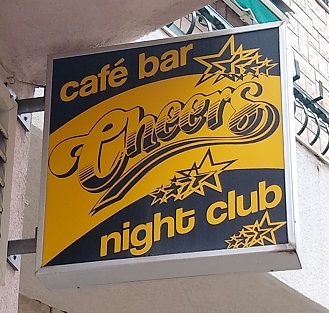 café bar
Cheers
night club